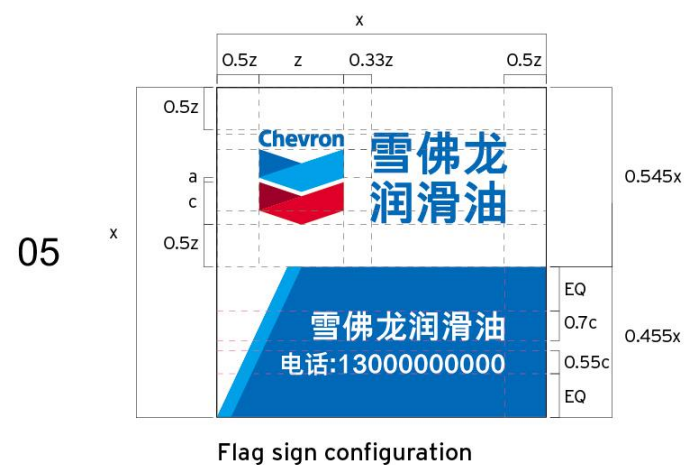 x
0.5z z 0.33z 0.5z
0.5z
Chevron
雪佛龙
润滑油
a
c
0.5z
x
0.545x
05
雪佛龙润滑油
电话:13000000000
EQ
0.7c
0.55c
EQ
0.455x
Flag sign configuration